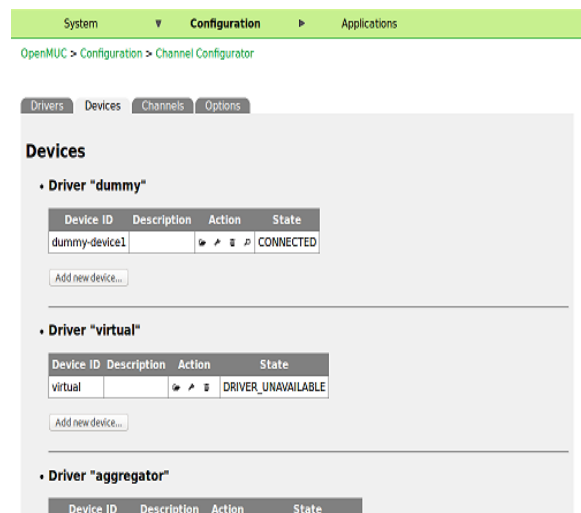 System ▼ Configuration ► Applications
OpenMUC > Configuration > Channel Configurator
Drivers Devices Channels Options
Devices
• Driver "dummy"
Device ID Description Action State
dummy-device1 CONNECTED
Add new device...
• Driver "virtual"
Device ID Description Action State
virtual DRIVER_UNAVAILABLE
Add new device...
• Driver "aggregator"
Device ID Description Action State